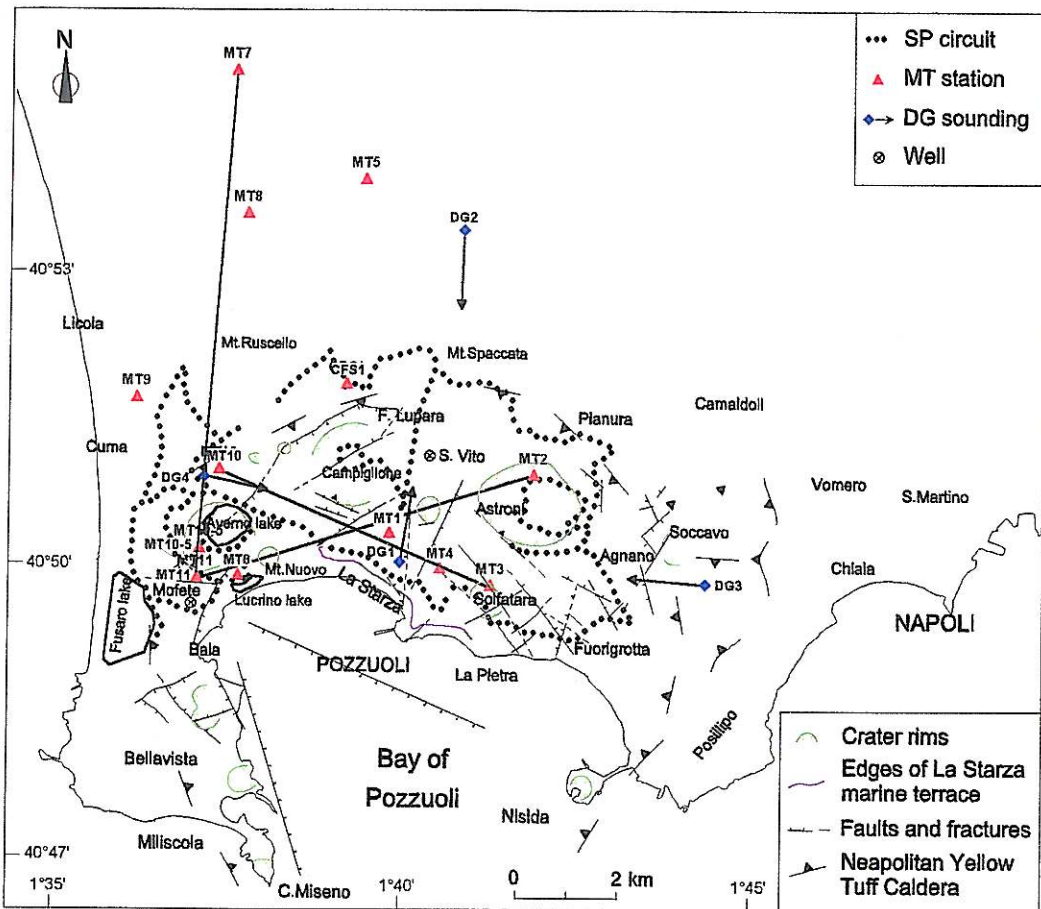 N
SP circuit
MT station
DG sounding
Well
MT7
MT5
MT8
DG2
40°53'
Licola
Mt.Ruscello
Mt.Spaccata
MT9
CFS1
F. Lupara
Pianura
Camaldoli
Cuma
MT10
S. Vito
MT2
DG4
Campiglione
Vomero
S.Martino
Averno lake
Astroni
MT1
Soccavo
MT10-5
DG1
Agnano
40°50'
MT11
MT8
Mt.Nuovo
MT4
MT3
DG3
Chiaia
Mofete
Lucrino lake
La Starza
Solfatara
Fusaro lake
NAPOLI
Baia
POZZUOLI
La Pietra
Fuorigrotta
Posillipo
Bellavista
Bay of
Pozzuoli
Nisida
Miliscola
C.Miseno
40°47'
1°35'
1°40'
1°45'
0 2 km
Crater rims
Edges of La Starza
marine terrace
Faults and fractures
Neapolitan Yellow
Tuff Caldera